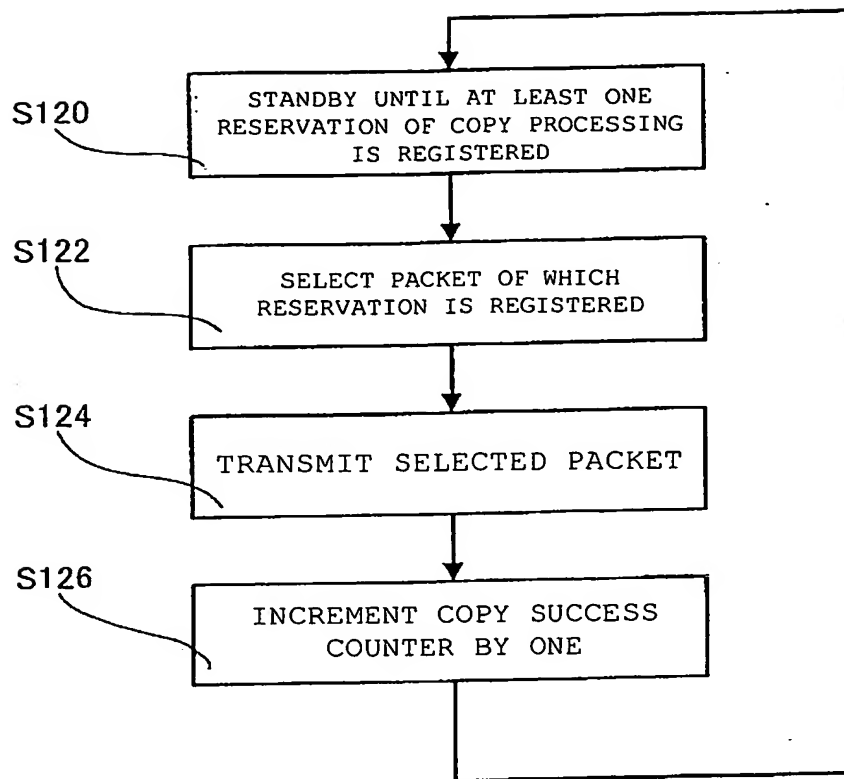 S120
STANDBY UNTIL AT LEAST ONE
RESERVATION OF COPY PROCESSING
IS REGISTERED
S122
SELECT PACKET OF WHICH
RESERVATION IS REGISTERED
S124
TRANSMIT SELECTED PACKET
S126
INCREMENT COPY SUCCESS
COUNTER BY ONE